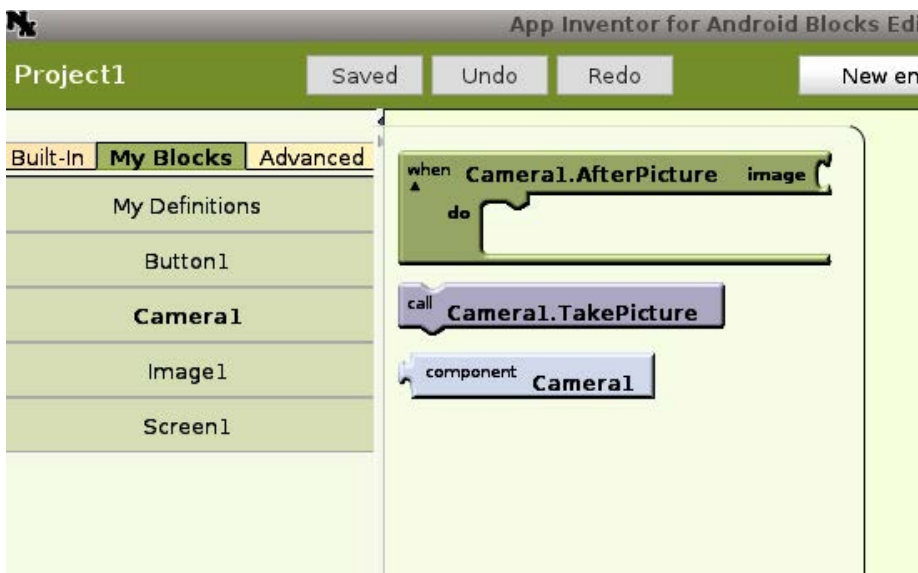 App Inventor for Android Blocks Edi
Project1
Saved
Undo
Redo
New en
Built-In
My Blocks
Advanced
My Definitions
Button1
Camera1
Image1
Screen1
when Camera1.AfterPicture image
do
call Camera1.TakePicture
component Camera1